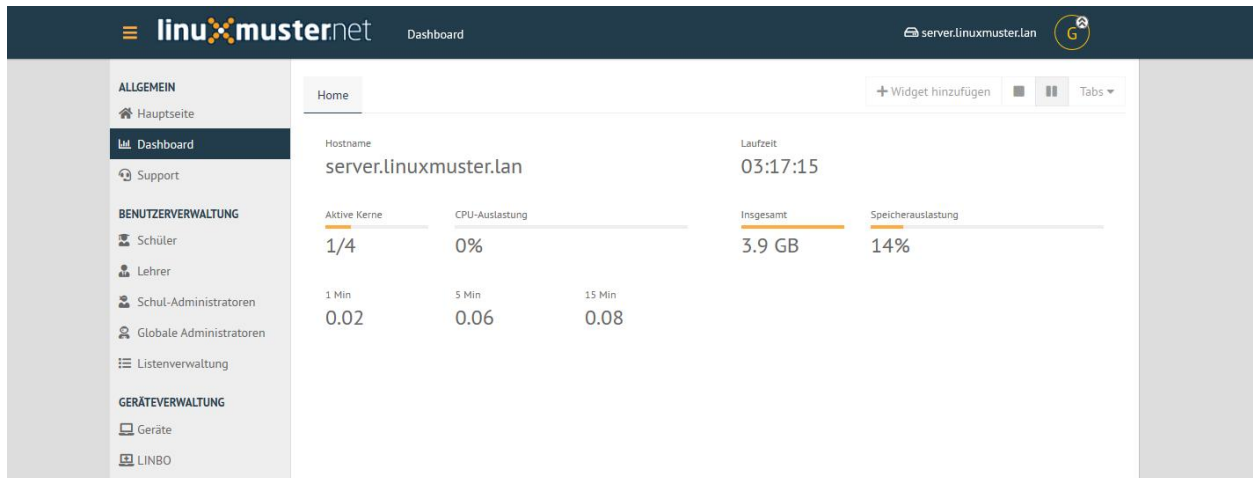 linuxmuster.net
Dashboard
server.linuxmuster.lan
G
ALLGEMEIN
Hauptseite
Dashboard
Support
BENUTZERVERWALTUNG
Schüler
Lehrer
Schul-Administratoren
Globale Administratoren
Listenverwaltung
GERÄTEVERWALTUNG
Geräte
LINBO
Home
Widget hinzufügen
Tabs
Hostname
server.linuxmuster.lan
Laufzeit
03:17:15
Aktive Kerne
1/4
CPU-Auslastung
0%
Insgesamt
3.9 GB
Speicherauslastung
14%
1 Min
0.02
5 Min
0.06
15 Min
0.08